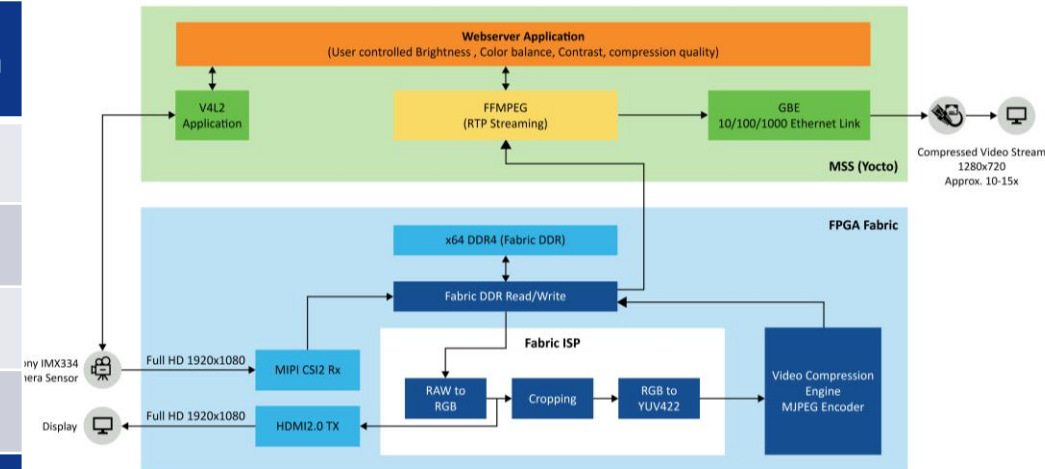 Webserver Application
(User controlled Brightness , Color balance, Contrast, compression quality)
V4L2
Application
FFMPEG
(RTP Streaming)
GBE
10/100/1000 Ethernet Link
MSS (Yocto)
Compressed Video Stream
1280x720
Approx. 10-15x
FPGA Fabric
x64 DDR4 (Fabric DDR)
Fabric DDR Read/Write
Fabric ISP
IMX334
Sensor
Full HD 1920x1080
MIPI CSI2 Rx
RAW to
RGB
Cropping
RGB to
YUV422
Video Compression
Engine
MJPEG Encoder
Display
Full HD 1920x1080
HDMI2.0 TX